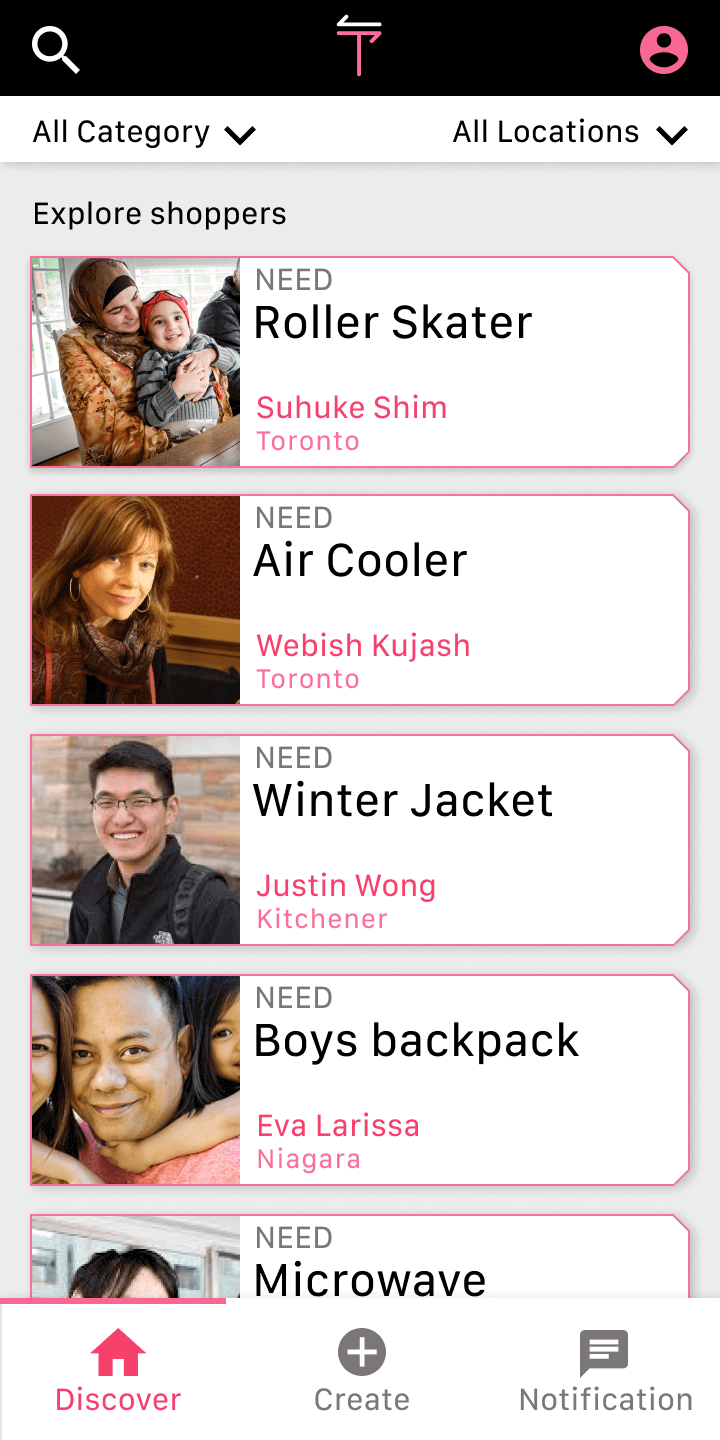 All Category
All Locations
Explore shoppers
NEED
Roller Skater
Suhuke Shim
Toronto
NEED
Air Cooler
Webish Kujash
Toronto
NEED
Winter Jacket
Justin Wong
Kitchener
NEED
Boys backpack
Eva Larissa
Niagara
NEED
Microwave
Discover
Create
Notification